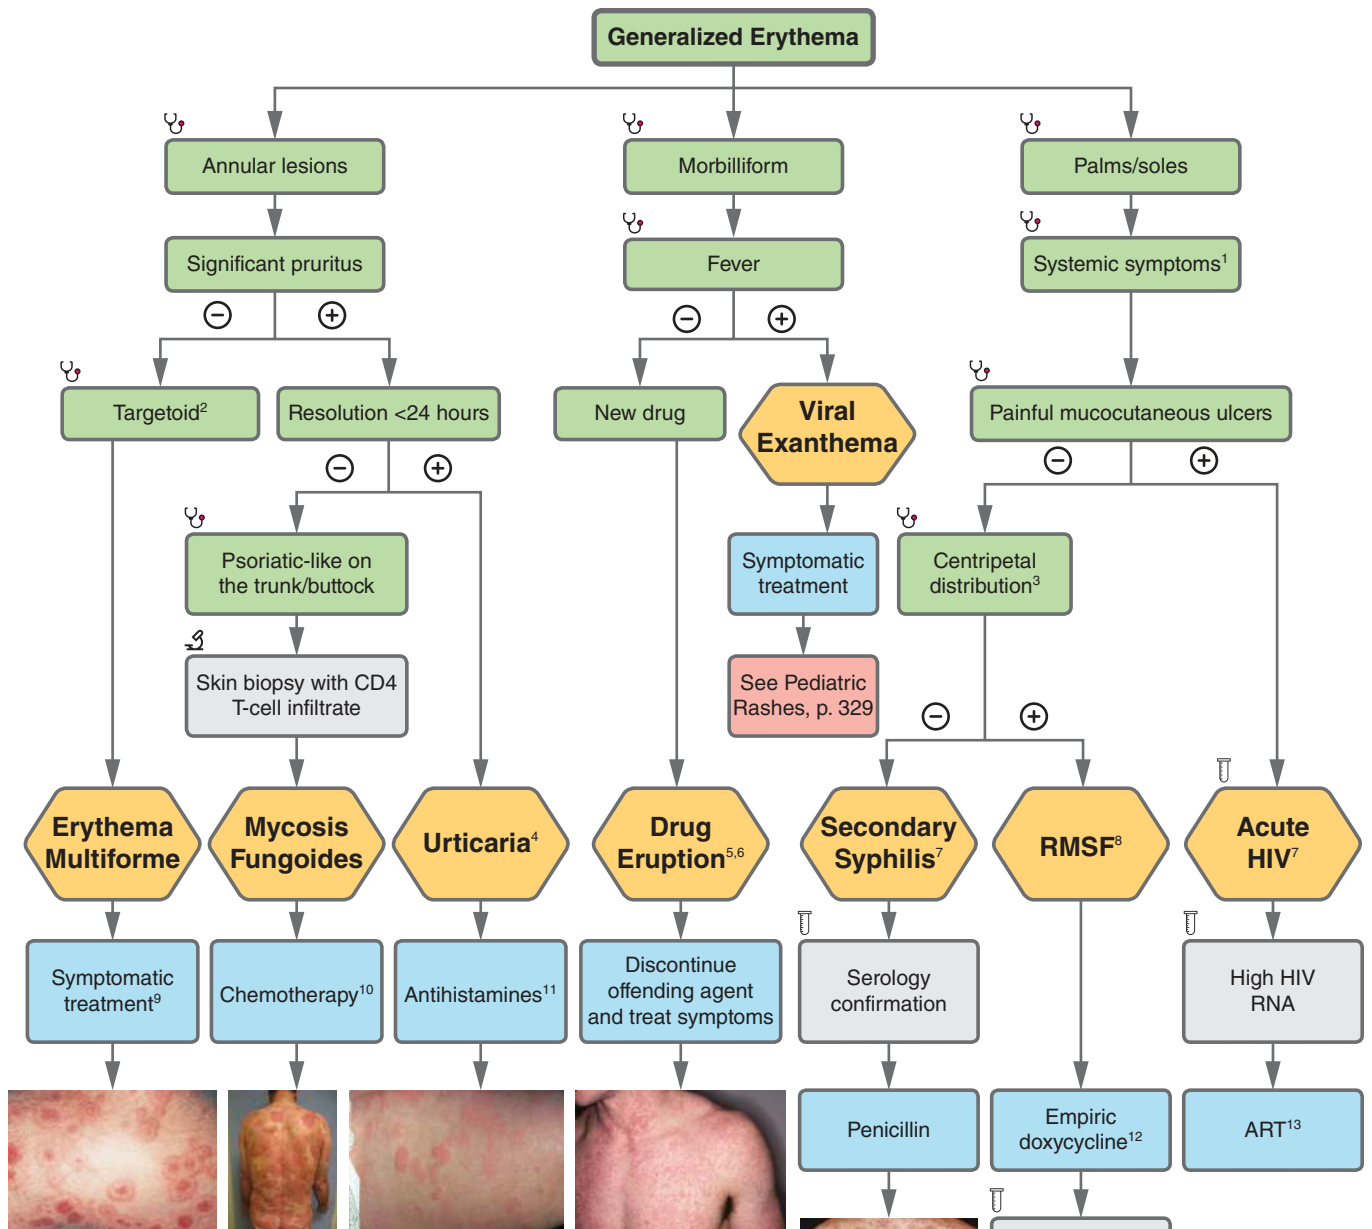 Generalized Erythema
Annular lesions
Morbilliform
Palms/soles
Significant pruritus
Fever
Systemic symptoms1
− +
− +
Targetoid2
Resolution <24 hours
New drug
Viral
Exanthema
Painful mucocutaneous ulcers
− +
− +
Psoriatic-like on
the trunk/buttock
Symptomatic
treatment
Centripetal
distribution3
Skin biopsy with CD4
T-cell infiltrate
See Pediatric
Rashes, p. 329
− +
Erythema
Multiforme
Mycosis
Fungoides
Urticaria4
Drug
Eruption5,6
Secondary
Syphilis7
RMSF8
Acute
HIV7
Symptomatic
treatment9
Chemotherapy10
Antihistamines11
Discontinue
offending agent
and treat symptoms
Serology
confirmation
High HIV
RNA
Penicillin
Empiric
doxycycline12
ART13